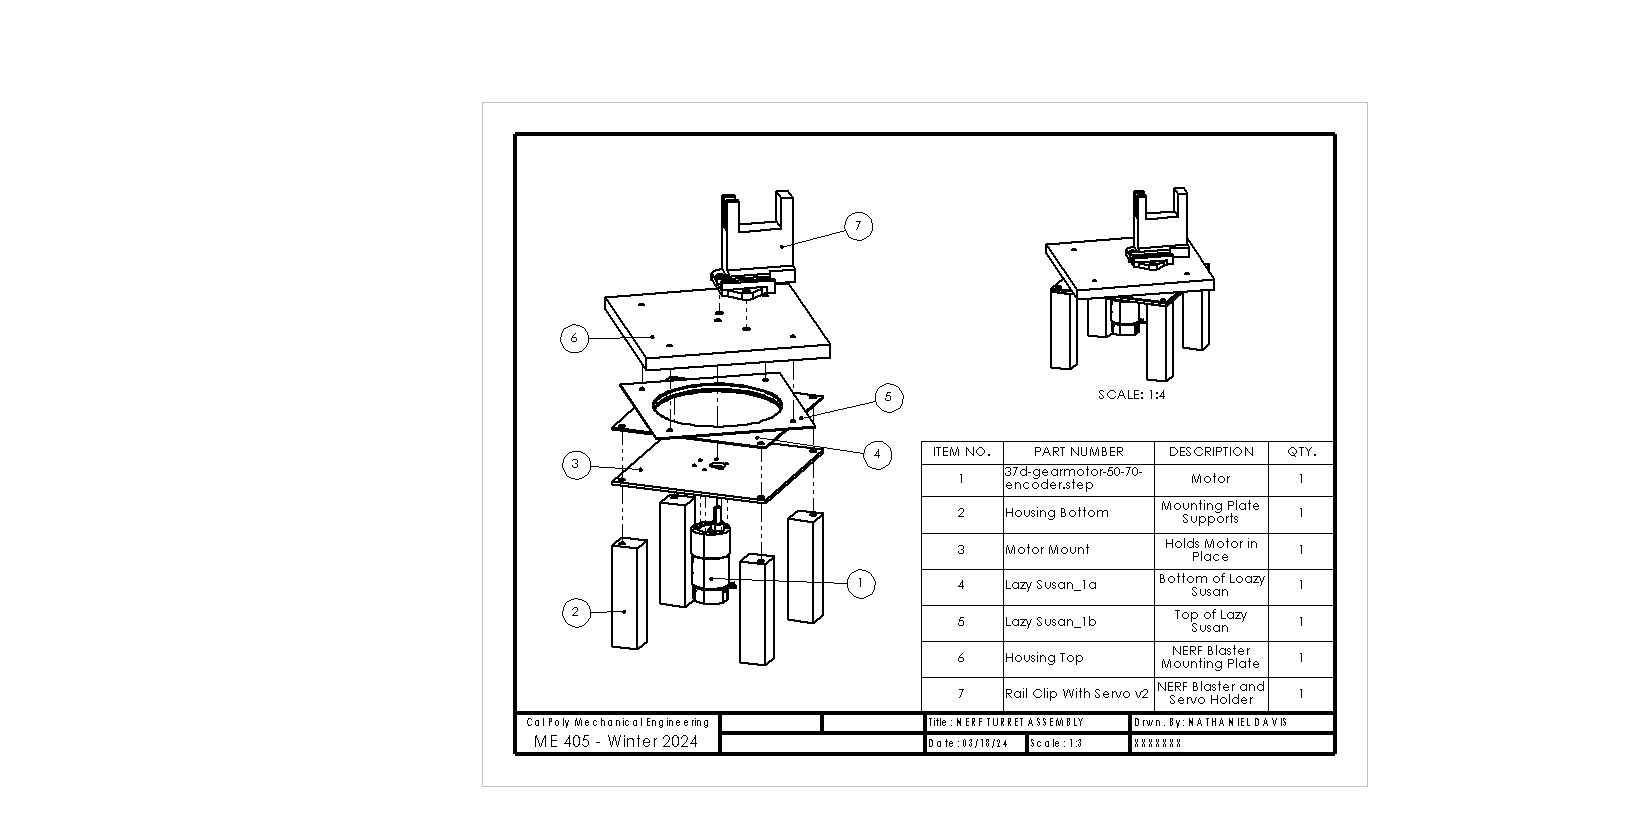 7
6
5
4
3
1
2
SCALE: 1:4
ITEM NO. PART NUMBER DESCRIPTION QTY.
1 37d-gearmotor-50-70-encoder.step Motor 1
2 Housing Bottom Mounting Plate Supports 1
3 Motor Mount Holds Motor in Place 1
4 Lazy Susan_1a Bottom of Loazy Susan 1
5 Lazy Susan_1b Top of Lazy Susan 1
6 Housing Top NERF Blaster Mounting Plate 1
7 Rail Clip With Servo v2 NERF Blaster and Servo Holder 1
Cal Poly Mechanical Engineering
ME 405 - Winter 2024
Title: NERF TURRET ASSEMBLY
Drwn. By: NATHANIEL DAVIS
Date: 03/18/24
Scale: 1:3
XXXXXXX